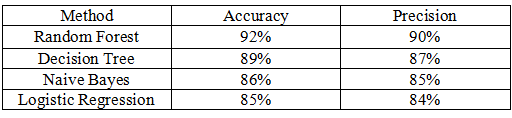 Method Accuracy Precision
Random Forest 92% 90%
Decision Tree 89% 87%
Naive Bayes 86% 85%
Logistic Regression 85% 84%